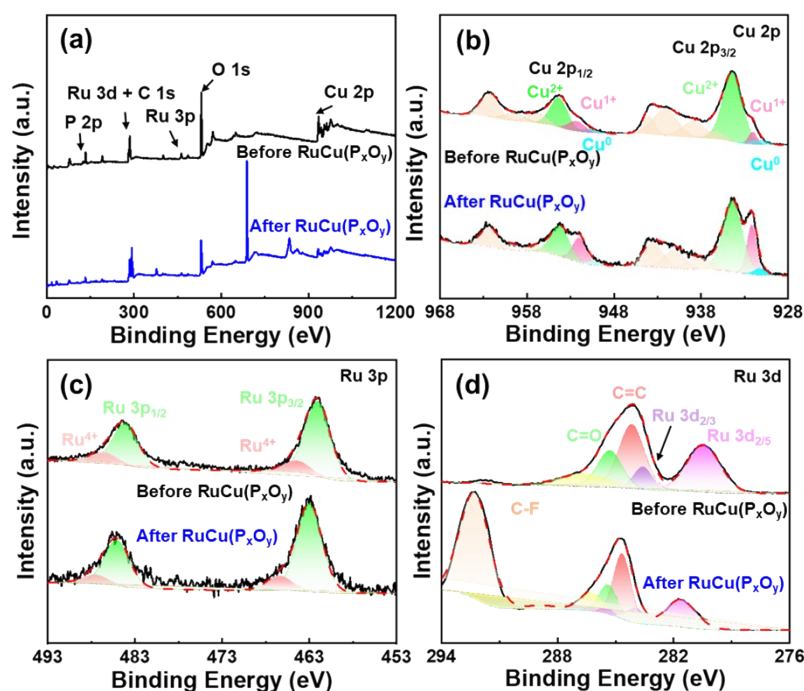 (a)
O 1s
Ru 3d + C 1s
Cu 2p
Ru 3p
P 2p
Before RuCu(PxOy)
After RuCu(PxOy)
Intensity (a.u.)
0 300 600 900 1200
Binding Energy (eV)
(b)
Cu 2p
Cu 2p3/2
Cu 2p1/2
Cu2+
Cu2+
Cu1+
Cu1+
Cu0
Cu0
Before RuCu(PxOy)
After RuCu(PxOy)
Intensity (a.u.)
968 958 948 938 928
Binding Energy (eV)
(c)
Ru 3p
Ru 3p3/2
Ru 3p1/2
Ru4+
Ru4+
Before RuCu(PxOy)
After RuCu(PxOy)
Intensity (a.u.)
493 483 473 463 453
Binding Energy (eV)
(d)
Ru 3d
C=C
Ru 3d2/3
C=O
Ru 3d2/5
Before RuCu(PxOy)
C-F
After RuCu(PxOy)
Intensity (a.u.)
294 288 282 276
Binding Energy (eV)